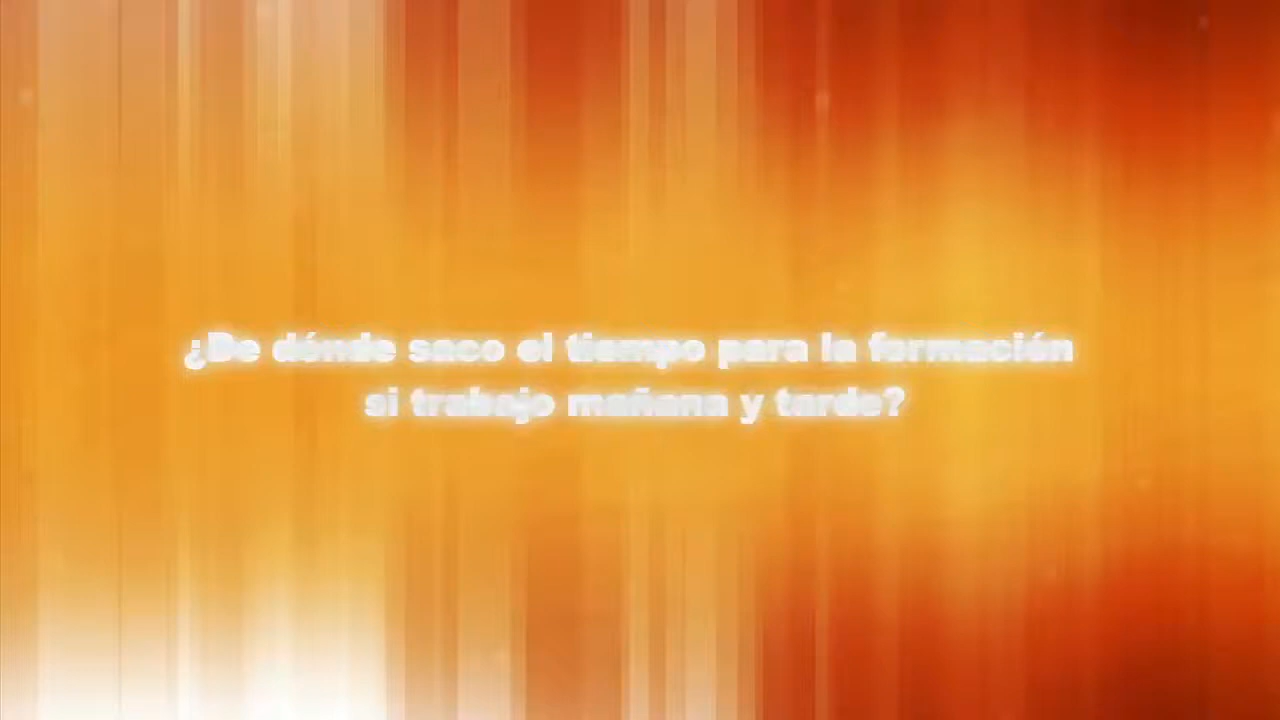 ¿De dónde saco el tiempo para la formación
si trabajo mañana y tarde?